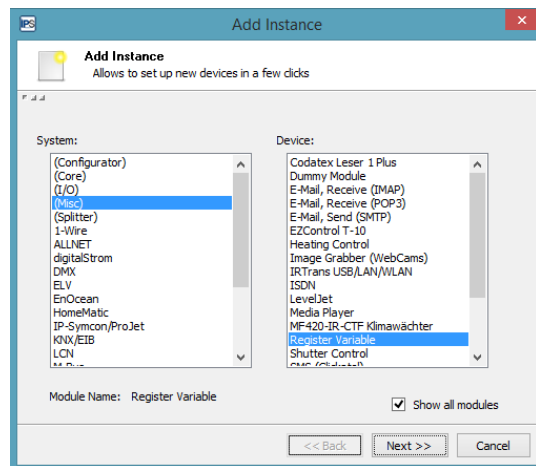 IPS
Add Instance
Add Instance
Allows to set up new devices in a few clicks
System:
(Configurator)
(Core)
(I/O)
(Misc)
(Splitter)
1-Wire
ALLNET
digitalStrom
DMX
ELV
EnOcean
HomeMatic
IP-Symcon/ProJet
KNX/EIB
LCN
M-Bus
Device:
Codatex Leser 1 Plus
Dummy Module
E-Mail, Receive (IMAP)
E-Mail, Receive (POP3)
E-Mail, Send (SMTP)
EZControl T-10
Heating Control
Image Grabber (WebCams)
IRTrans USB/LAN/WLAN
ISDN
LevelJet
Media Player
MF420-IR-CTF Klimawächter
Register Variable
Shutter Control
SMS (Clickatel)
Module Name: Register Variable
Show all modules
<< Back
Next >>
Cancel